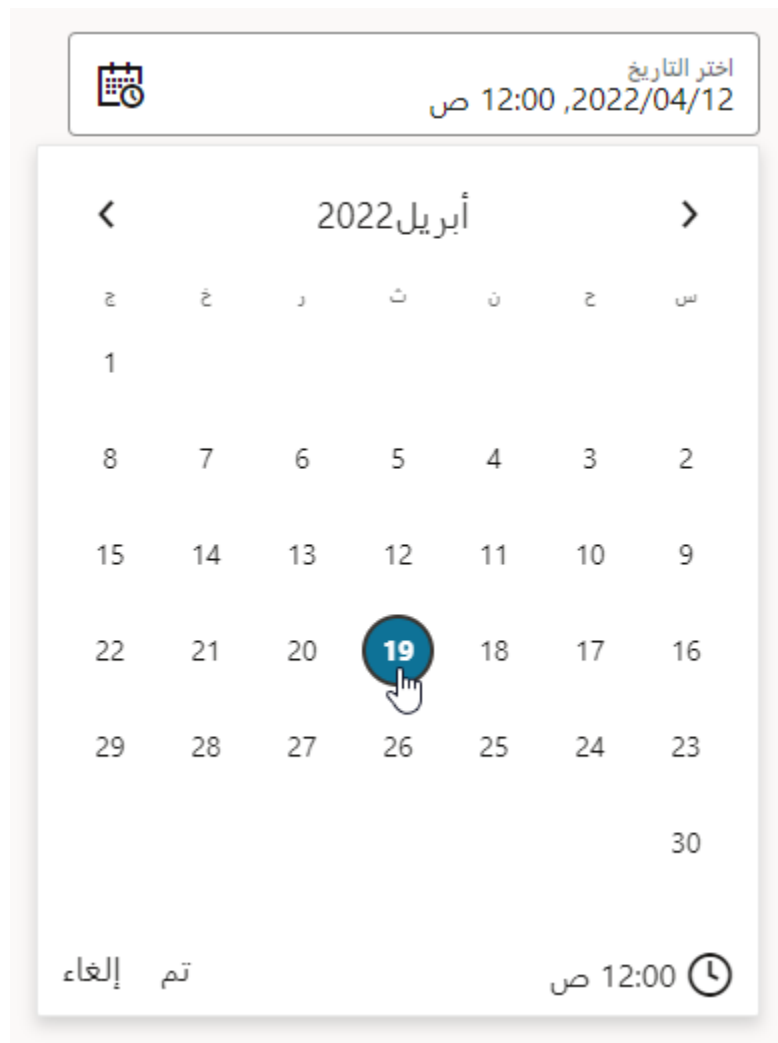 اختر التاريخ
2022/04/12, 12:00 ص
أبريل2022
س ح ن ث ر خ ج
1
2 3 4 5 6 7 8
9 10 11 12 13 14 15
16 17 18 19 20 21 22
23 24 25 26 27 28 29
30
12:00 ص تم إلغاء